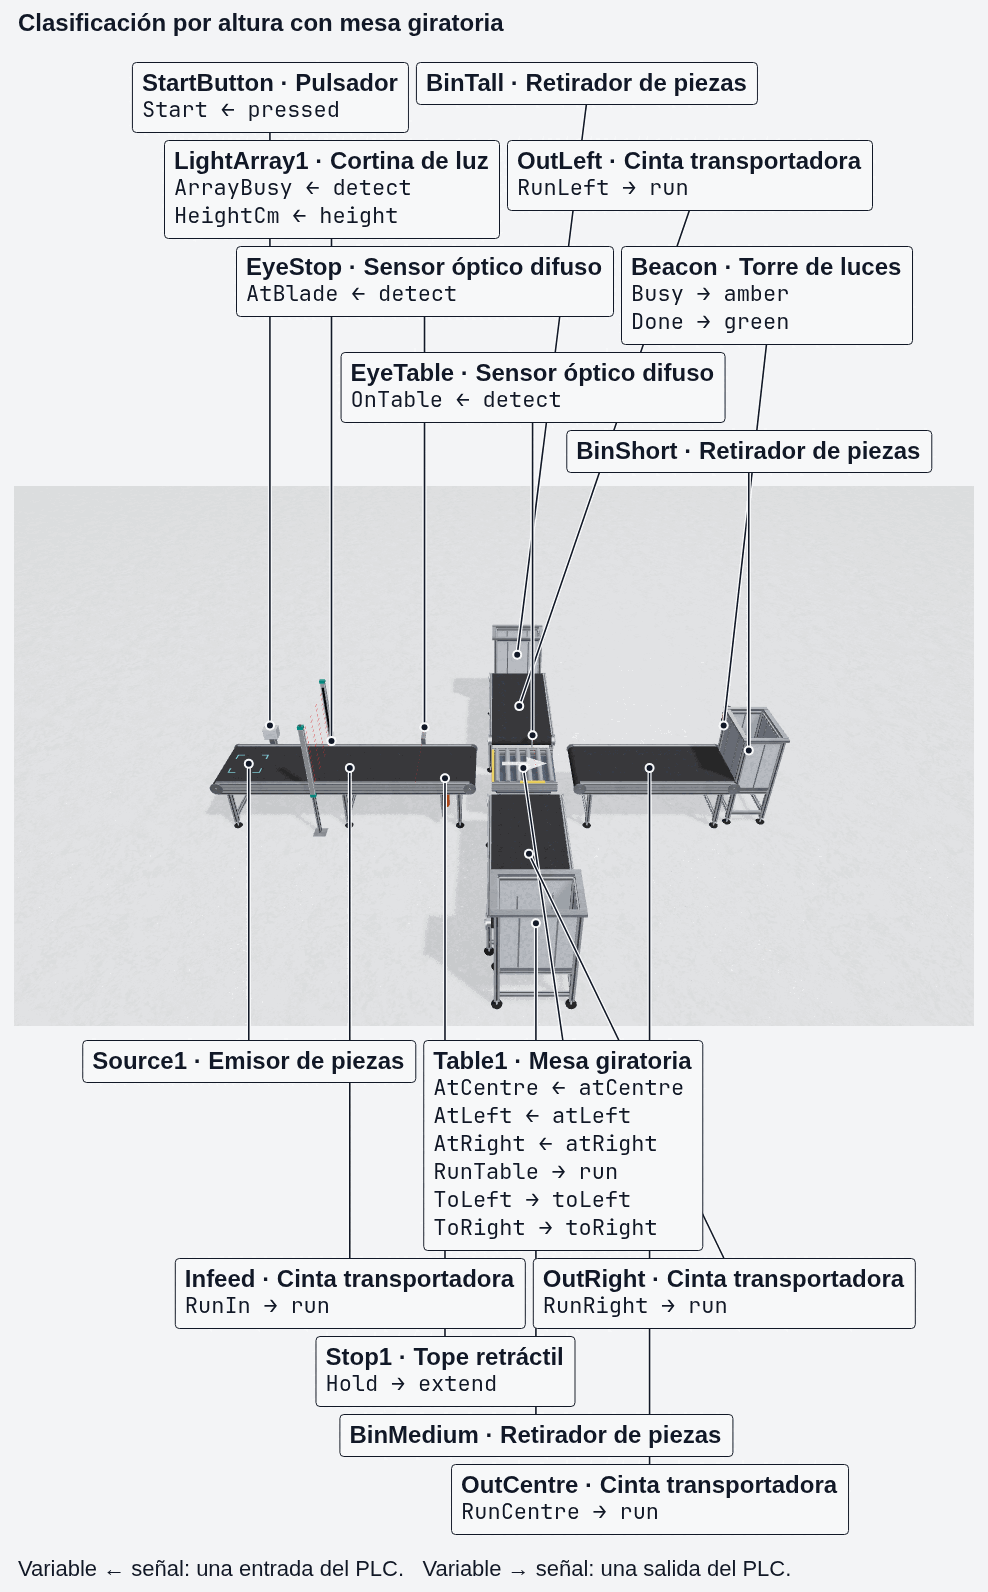 Clasificación por altura con mesa giratoria
StartButton · Pulsador
Start ← pressed
BinTall · Retirador de piezas
LightArray1 · Cortina de luz
ArrayBusy ← detect
HeightCm ← height
OutLeft · Cinta transportadora
RunLeft → run
EyeStop · Sensor óptico difuso
AtBlade ← detect
Beacon · Torre de luces
Busy → amber
Done → green
EyeTable · Sensor óptico difuso
OnTable ← detect
BinShort · Retirador de piezas
Source1 · Emisor de piezas
Table1 · Mesa giratoria
AtCentre ← atCentre
AtLeft ← atLeft
AtRight ← atRight
RunTable → run
ToLeft → toLeft
ToRight → toRight
Infeed · Cinta transportadora
RunIn → run
OutRight · Cinta transportadora
RunRight → run
Stop1 · Tope retráctil
Hold → extend
BinMedium · Retirador de piezas
OutCentre · Cinta transportadora
RunCentre → run
Variable ← señal: una entrada del PLC. Variable → señal: una salida del PLC.